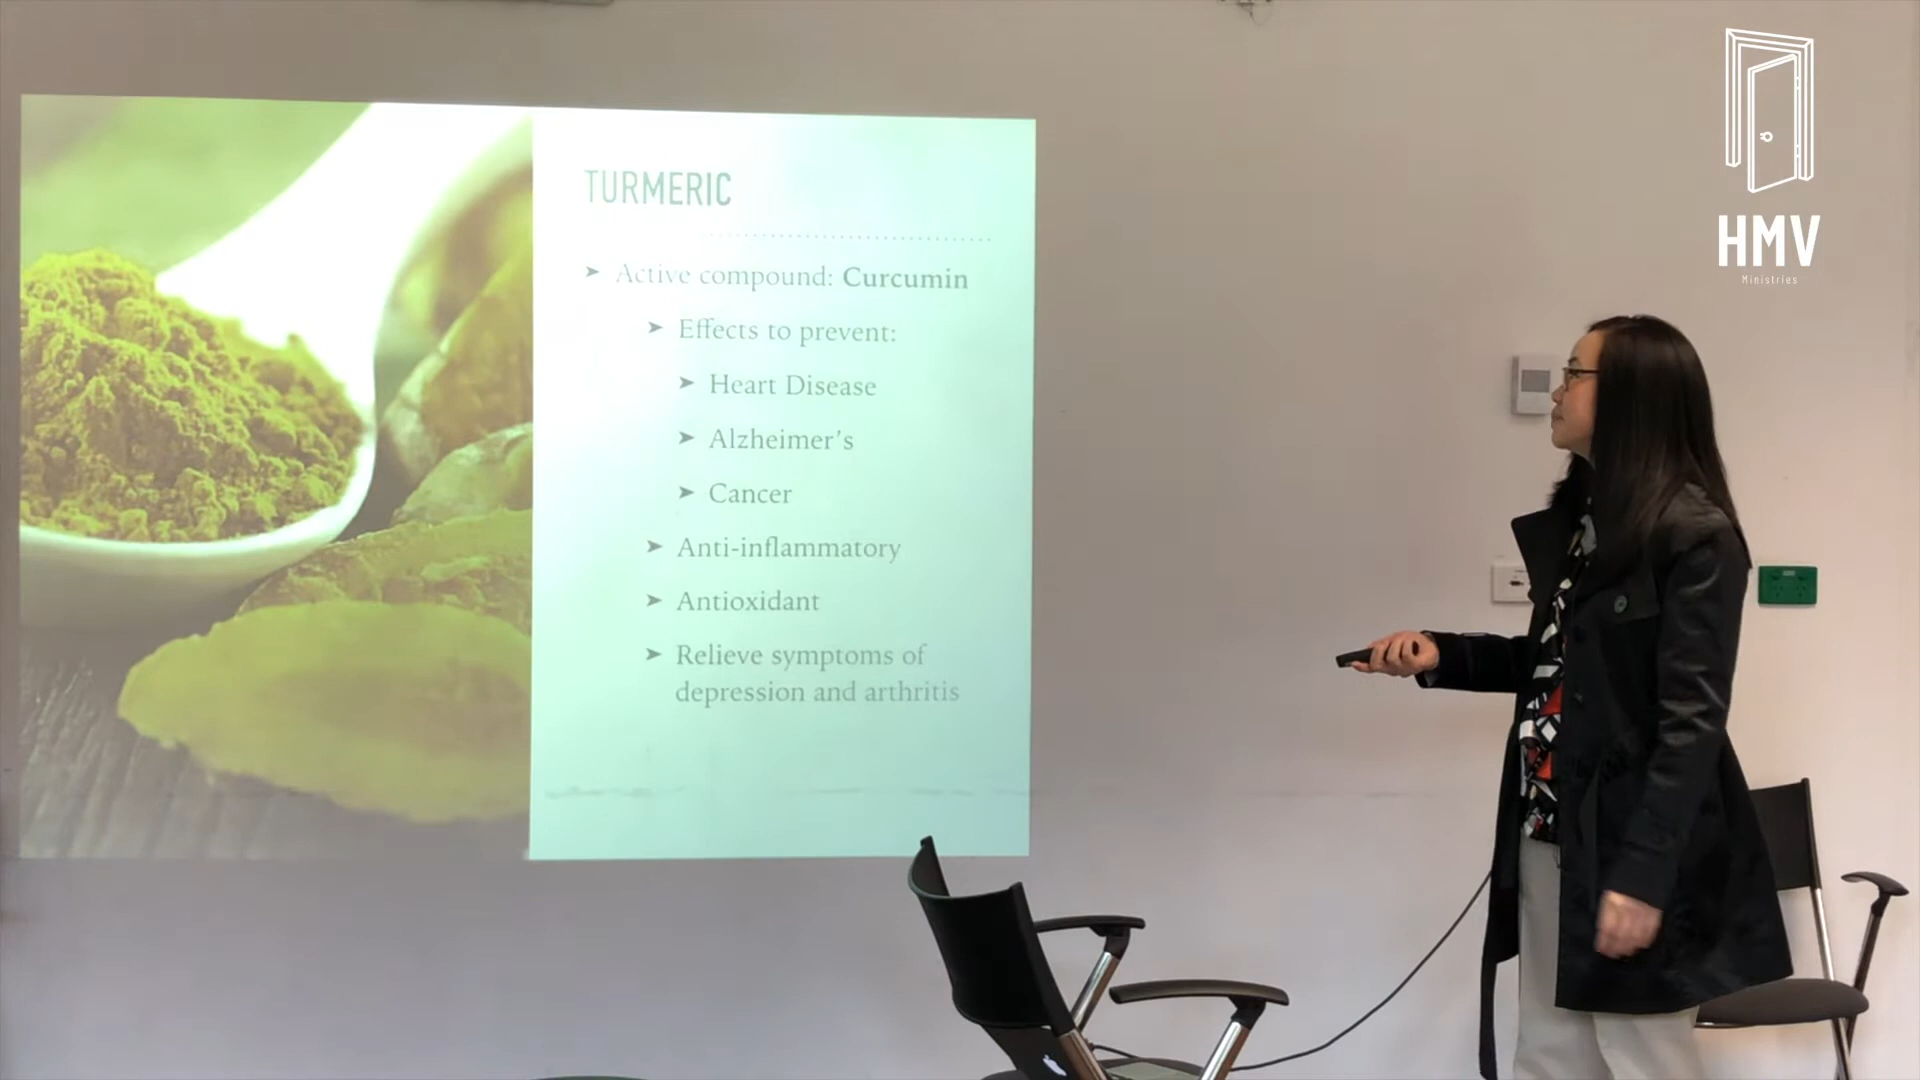 TURMERIC
➤ Active compound: Curcumin
➤ Effects to prevent:
➤ Heart Disease
➤ Alzheimer's
➤ Cancer
➤ Anti-inflammatory
➤ Antioxidant
➤ Relieve symptoms of
depression and arthritis
HMV
Ministries